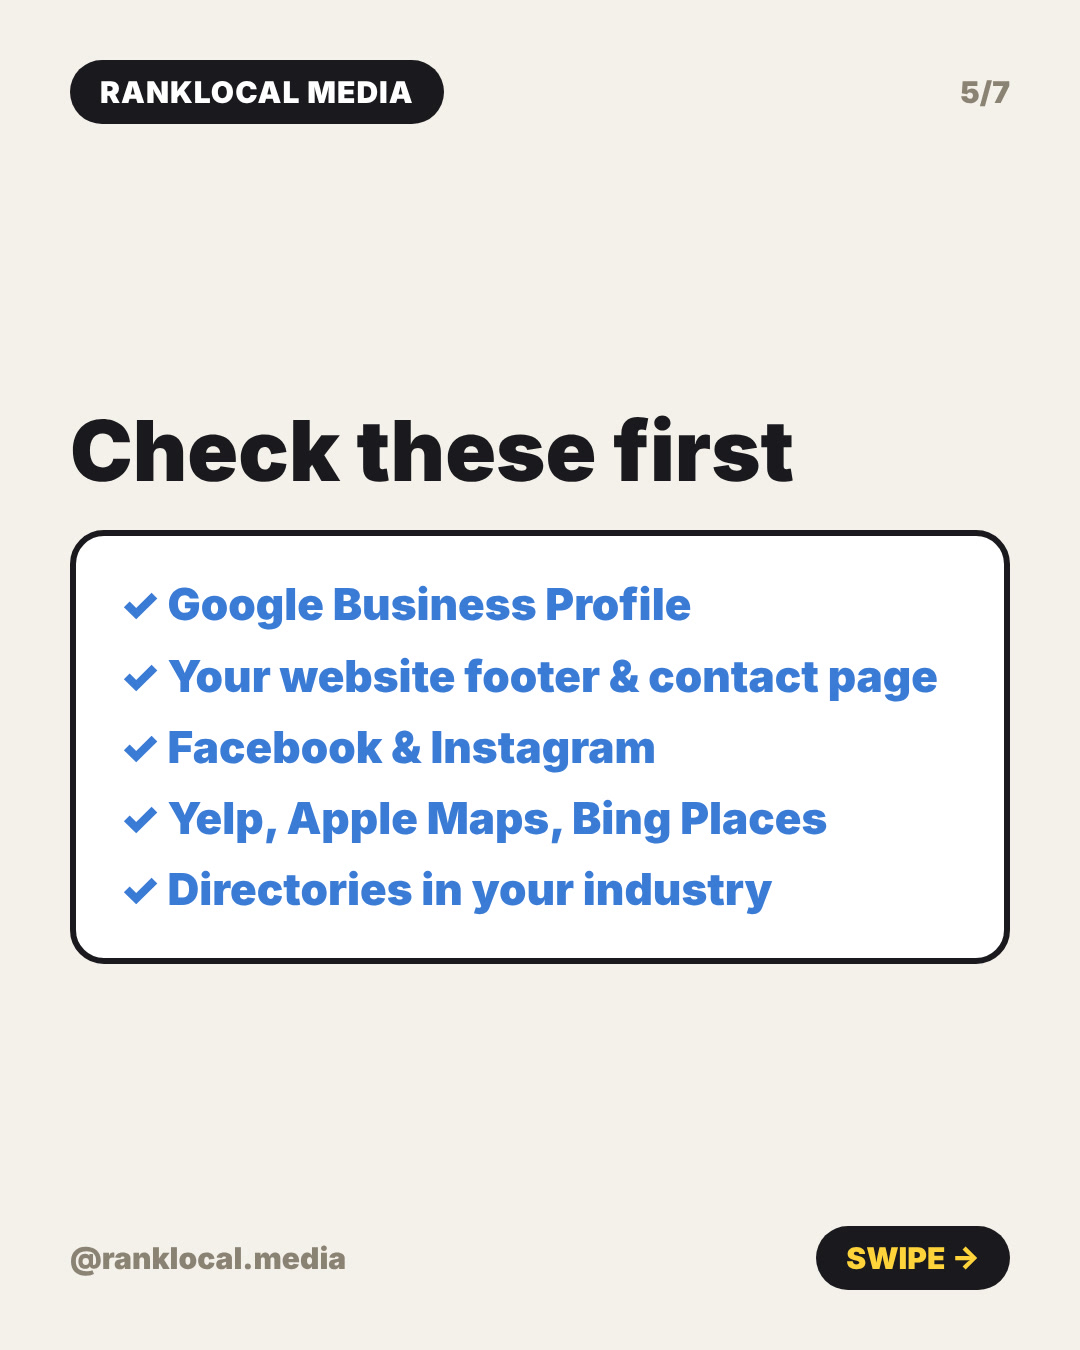 RANKLOCAL MEDIA
5/7
Check these first
✓ Google Business Profile
✓ Your website footer & contact page
✓ Facebook & Instagram
✓ Yelp, Apple Maps, Bing Places
✓ Directories in your industry
@ranklocal.media
SWIPE →